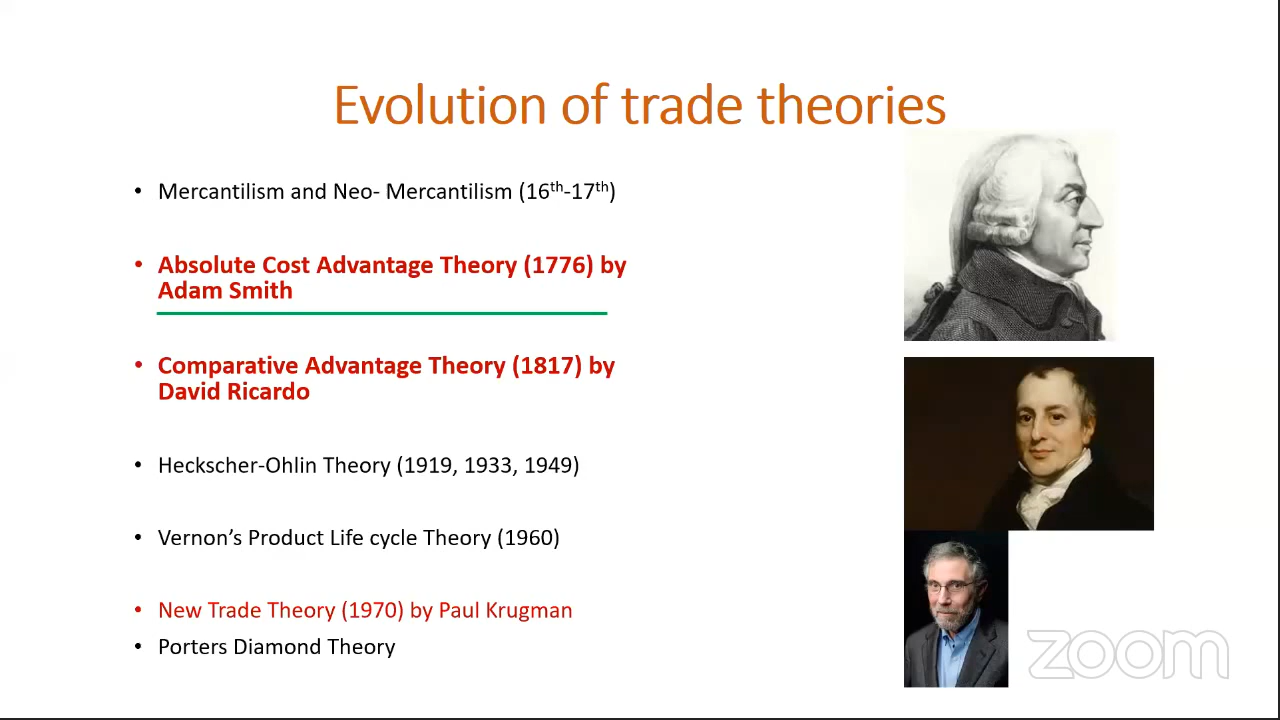 Evolution of trade theories
• Mercantilism and Neo- Mercantilism (16th-17th)
• Absolute Cost Advantage Theory (1776) by
Adam Smith
• Comparative Advantage Theory (1817) by
David Ricardo
• Heckscher-Ohlin Theory (1919, 1933, 1949)
• Vernon’s Product Life cycle Theory (1960)
• New Trade Theory (1970) by Paul Krugman
• Porters Diamond Theory
zoom